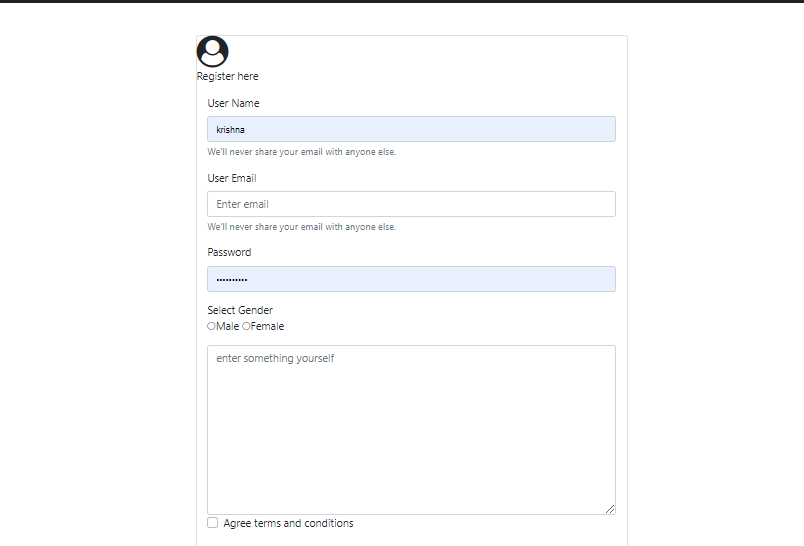 Register here
User Name
krishna
We'll never share your email with anyone else.
User Email
Enter email
We'll never share your email with anyone else.
Password
••••••••••
Select Gender
Male Female
enter something yourself
Agree terms and conditions